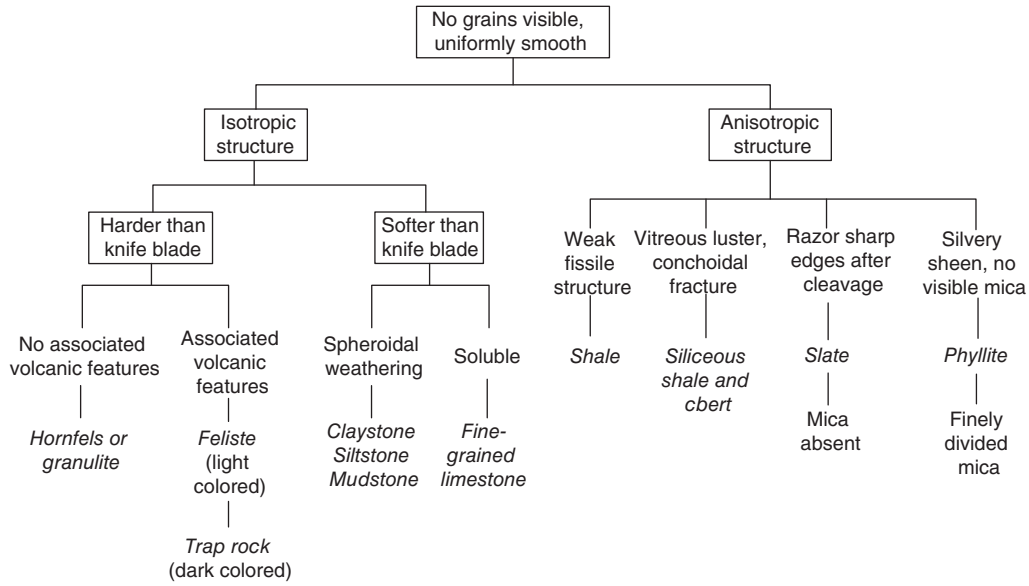 No grains visible,
uniformly smooth
Isotropic
structure
Anisotropic
structure
Harder than
knife blade
Softer than
knife blade
Weak
fissile
structure
Vitreous luster,
conchoidal
fracture
Razor sharp
edges after
cleavage
Silvery
sheen, no
visible mica
No associated
volcanic features
Associated
volcanic
features
Spheroidal
weathering
Soluble
Shale
Siliceous
shale and
cbert
Slate
Phyllite
Hornfels or
granulite
Feliste
(light
colored)
Claystone
Siltstone
Mudstone
Fine-
grained
limestone
Mica
absent
Finely
divided
mica
Trap rock
(dark colored)